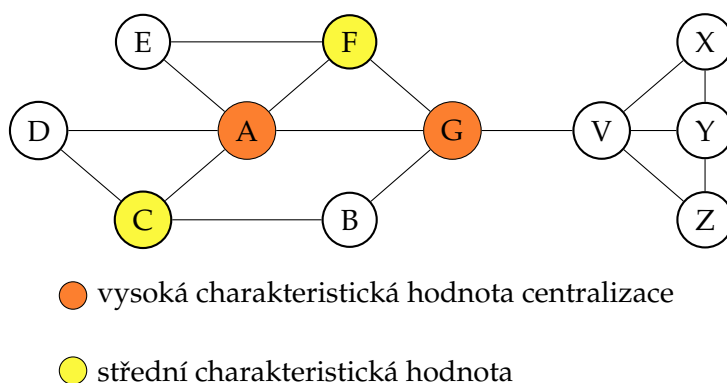 E F X
D A G V Y
C B Z
vysoká charakteristická hodnota centralizace
střední charakteristická hodnota